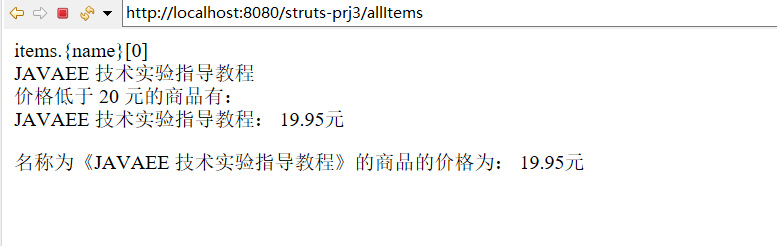 http://localhost:8080/struts-prj3/allItems
items.{name}[0]
JAVAEE 技术实验指导教程
价格低于 20 元的商品有：
JAVAEE 技术实验指导教程： 19.95元
名称为《JAVAEE 技术实验指导教程》的商品的价格为： 19.95元